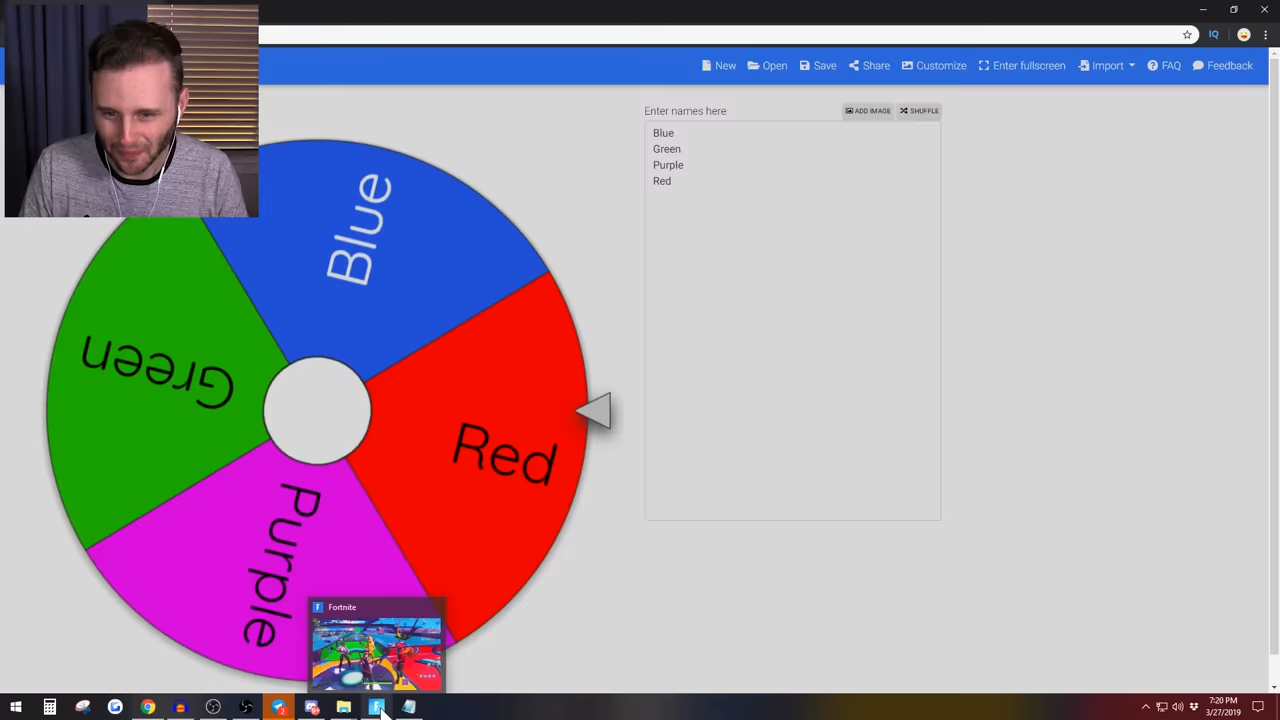 New
Open
Save
Share
Customize
Enter fullscreen
Import
FAQ
Feedback
Enter names here
ADD IMAGE
SHUFFLE
Blue
Green
Purple
Red
Blue
Green
Red
Purple
Fortnite
7:20 PM
3/27/2019